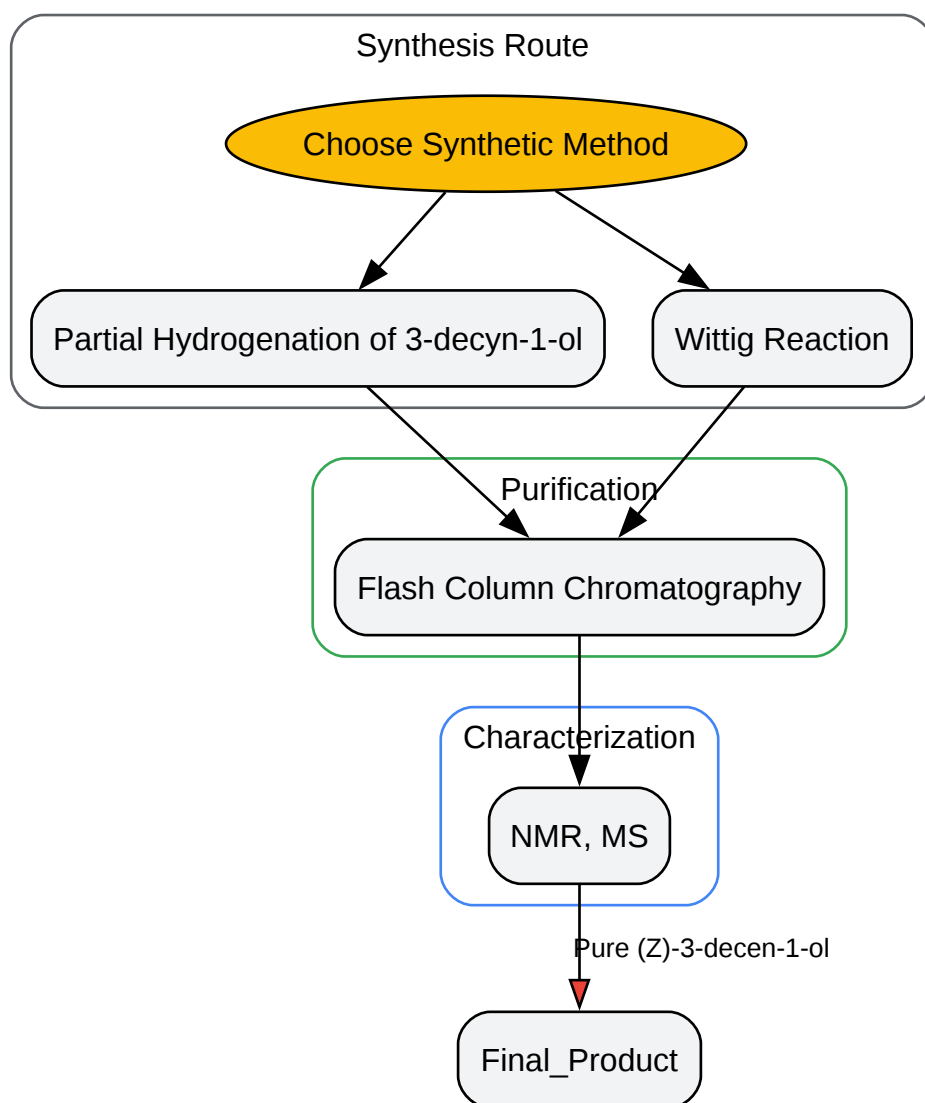 Synthesis Route
Choose Synthetic Method
Partial Hydrogenation of 3-decyn-1-ol
Wittig Reaction
Purification
Flash Column Chromatography
Characterization
NMR, MS
Pure (Z)-3-decen-1-ol
Final_Product